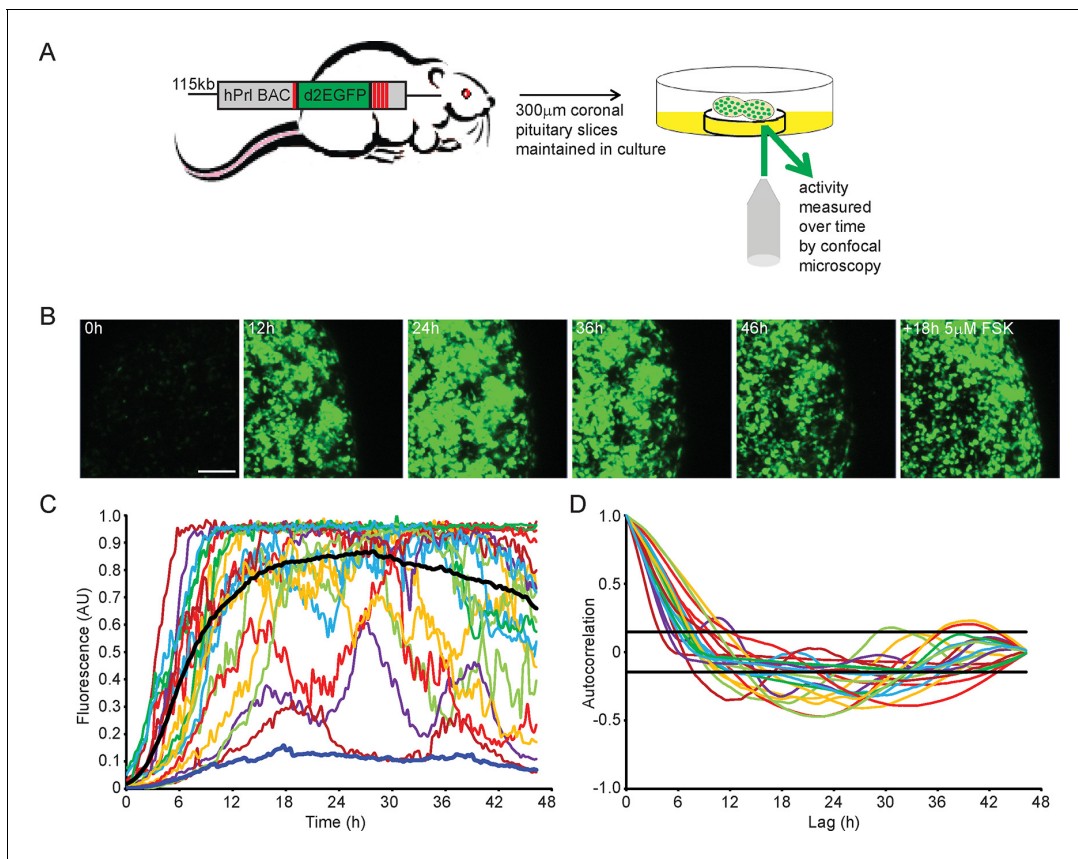 A
115kb
hPrl BAC
d2EGFP
300μm coronal
pituitary slices
maintained in culture
activity
measured
over time
by confocal
microscopy
B
0h
12h
24h
36h
46h
+18h 5μM FSK
C
1.0
0.9
0.8
0.7
0.6
0.5
0.4
0.3
0.2
0.1
0
Fluorescence (AU)
0 6 12 18 24 30 36 42 48
Time (h)
D
1.0
0.5
0
-0.5
-1.0
Autocorrelation
0 6 12 18 24 30 36 42 48
Lag (h)